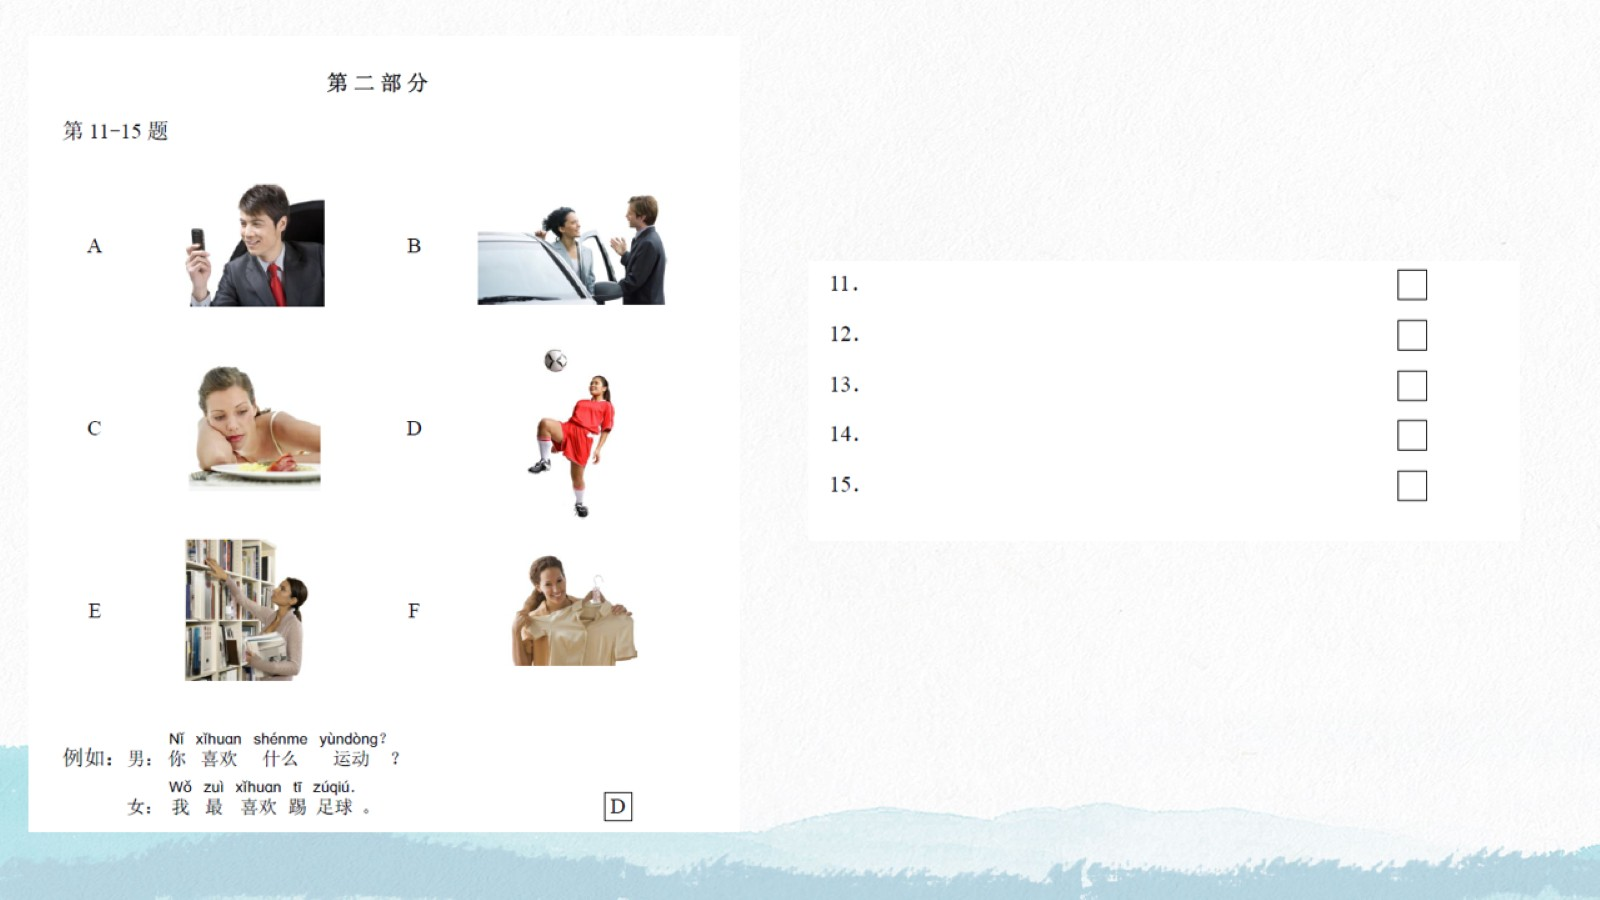 第二部分
第 11-15 题
A
B
C
D
E
F
Nǐ xǐhuan shénme yùndòng?
例如：男：你 喜欢 什么 运动 ？
Wǒ zuì xǐhuan tī zúqiú.
女：我 最 喜欢 踢 足球 。
D
11.
12.
13.
14.
15.